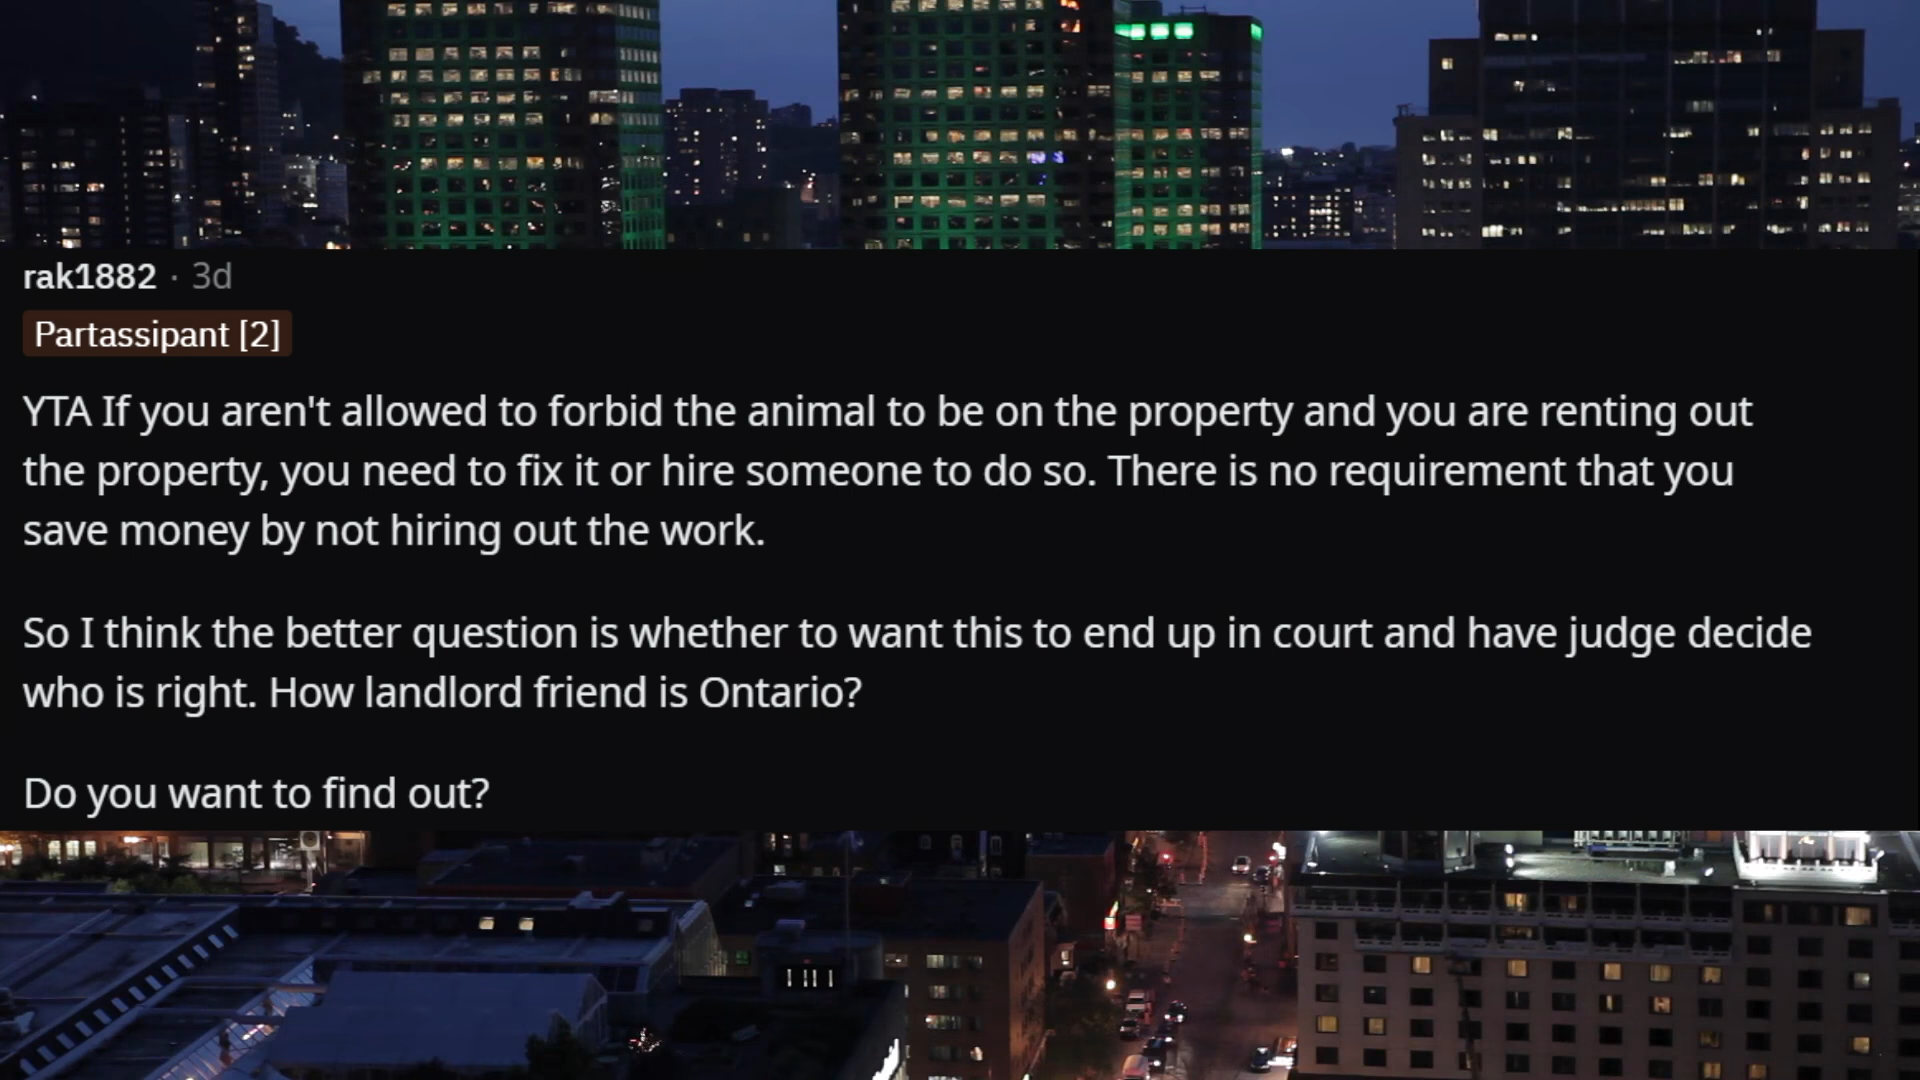 rak1882 · 3d
Partassipant [2]
YTA If you aren't allowed to forbid the animal to be on the property and you are renting out
the property, you need to fix it or hire someone to do so. There is no requirement that you
save money by not hiring out the work.
So I think the better question is whether to want this to end up in court and have judge decide
who is right. How landlord friend is Ontario?
Do you want to find out?